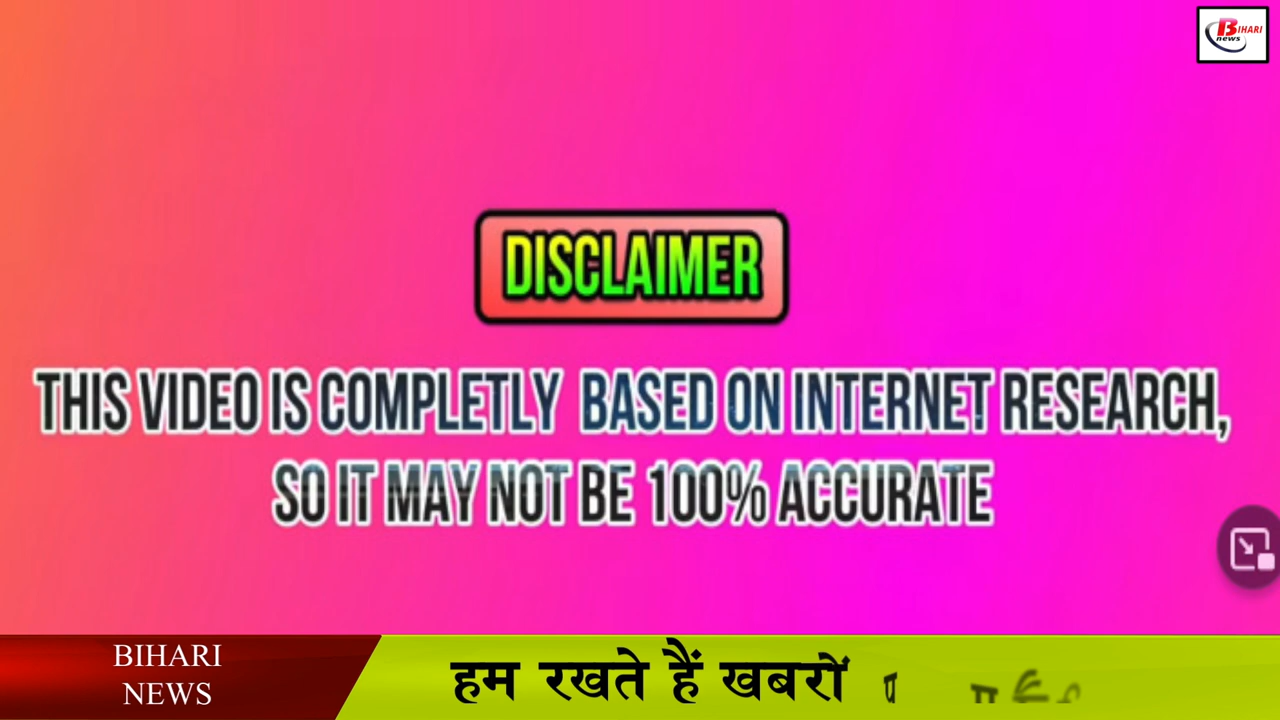 BIHARI
news
DISCLAIMER
THIS VIDEO IS COMPLETLY BASED ON INTERNET RESEARCH,
SO IT MAY NOT BE 100% ACCURATE
BIHARI
NEWS
हम रखते हैं खबरों